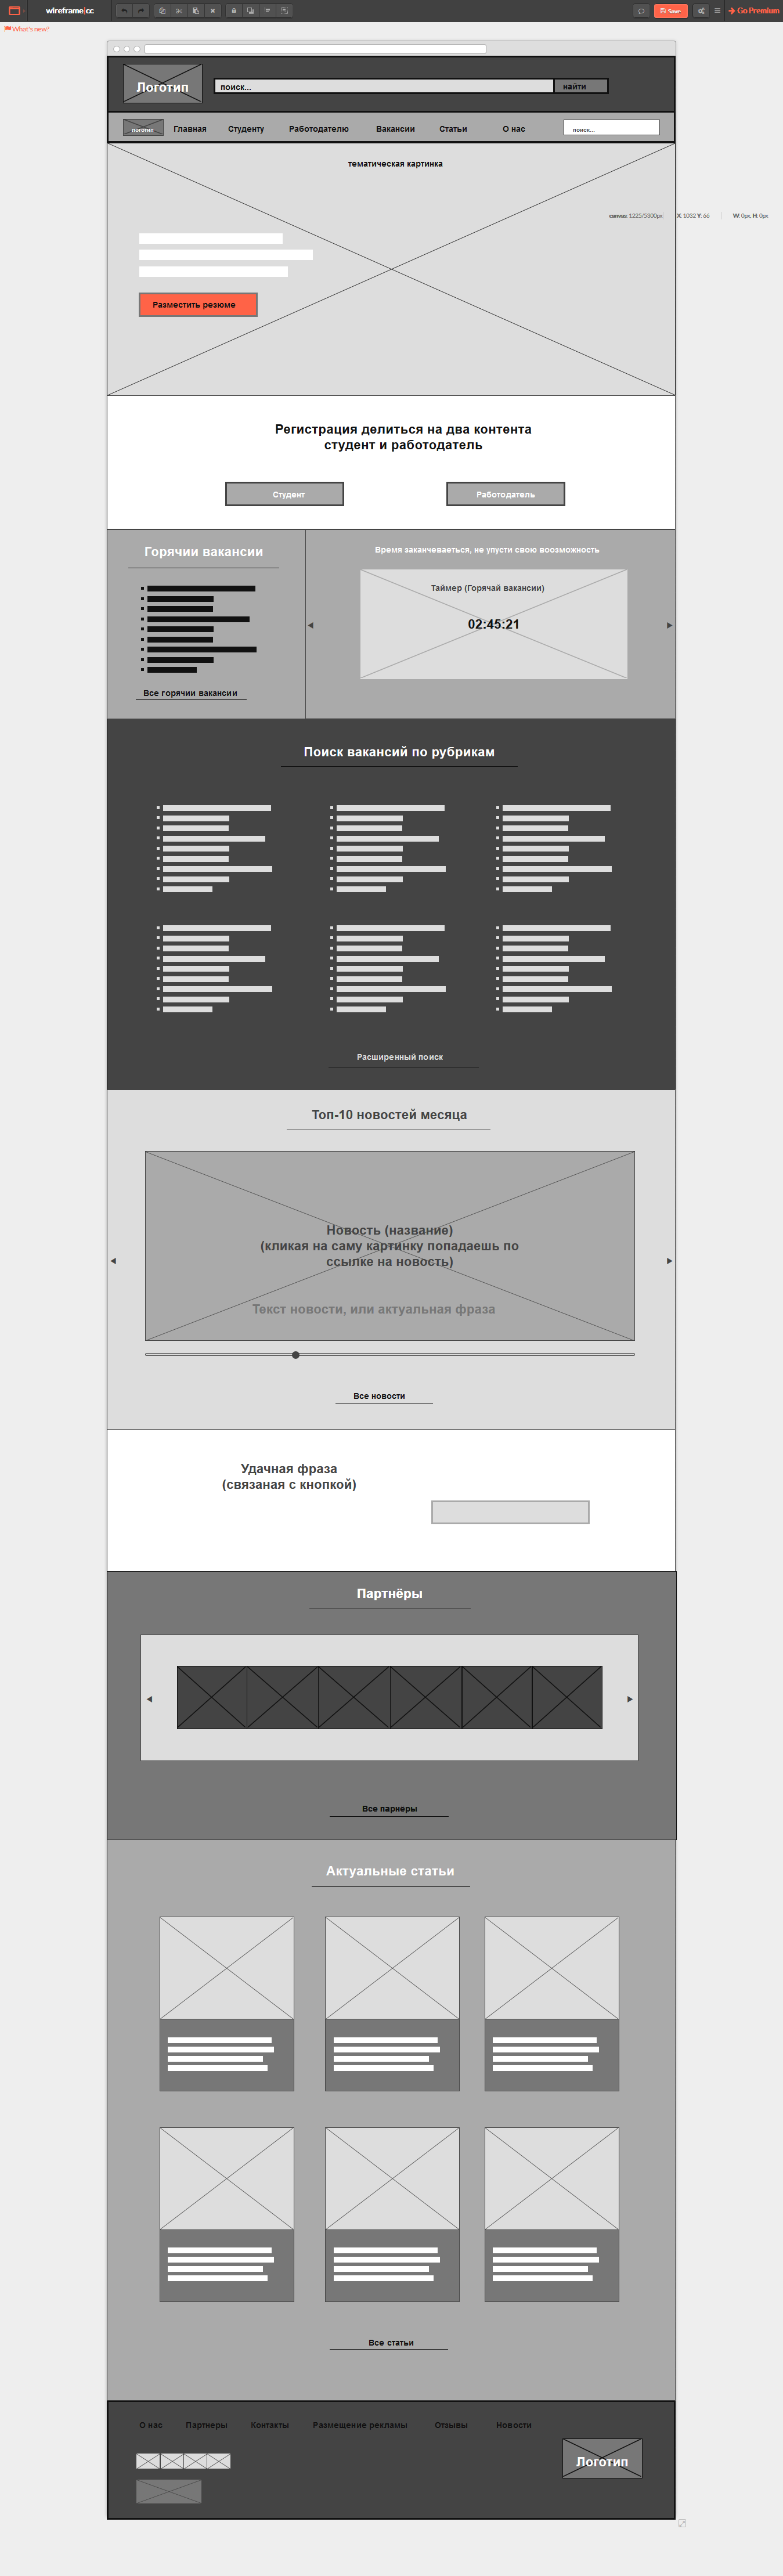 wireframe|cc
Save
Go Premium
What's new?
Логотип
поиск...
найти
логотип
Главная
Студенту
Работодателю
Вакансии
Статьи
О нас
поиск...
тематическая картинка
canvas: 1225/5300px
X: 1032 Y: 66
W: 0px, H: 0px
Разместить резюме
Регистрация делиться на два контента
студент и работодатель
Студент
Работодатель
Горячии вакансии
Время заканчеваеться, не упусти свою воозможность
Таймер (Горячай вакансии)
02:45:21
Все горячии вакансии
Поиск вакансий по рубрикам
Расширенный поиск
Топ-10 новостей месяца
Новость (название)
(кликая на саму картинку попадаешь по
ссылке на новость)
Текст новости, или актуальная фраза
Все новости
Удачная фраза
(связаная с кнопкой)
Партнёры
Все парнёры
Актуальные статьи
Все статьи
О нас
Партнеры
Контакты
Размещение рекламы
Отзывы
Новости
Логотип